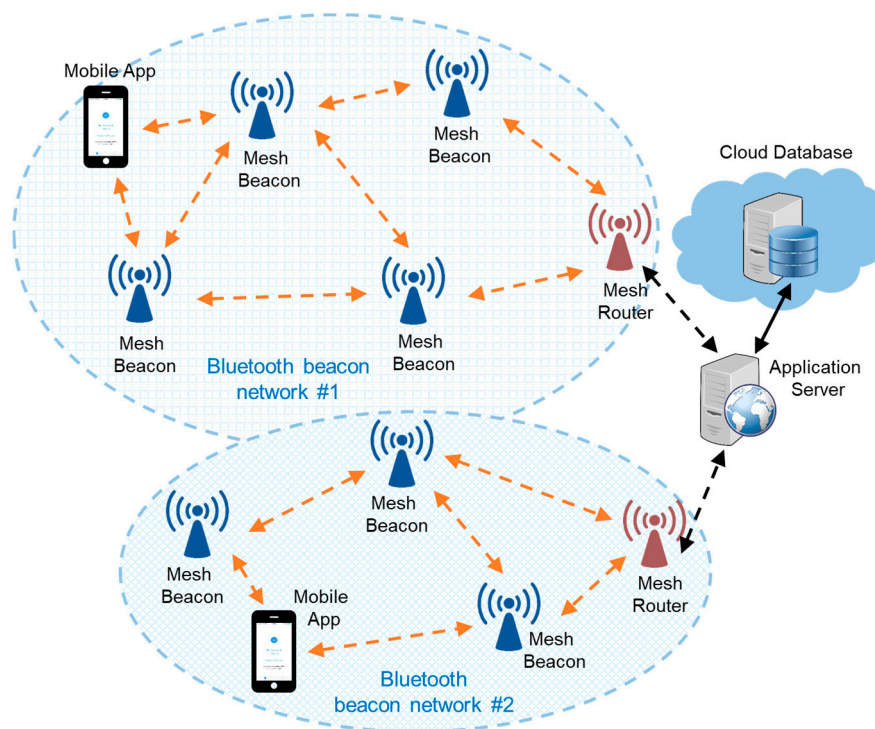 Mobile App
Mesh
Beacon
Mesh
Beacon
Cloud Database
Mesh
Router
Mesh
Beacon
Mesh
Beacon
Bluetooth beacon
network #1
Application
Server
Mesh
Beacon
Mesh
Beacon
Mesh
Router
Mobile
App
Mesh
Beacon
Bluetooth
beacon network #2